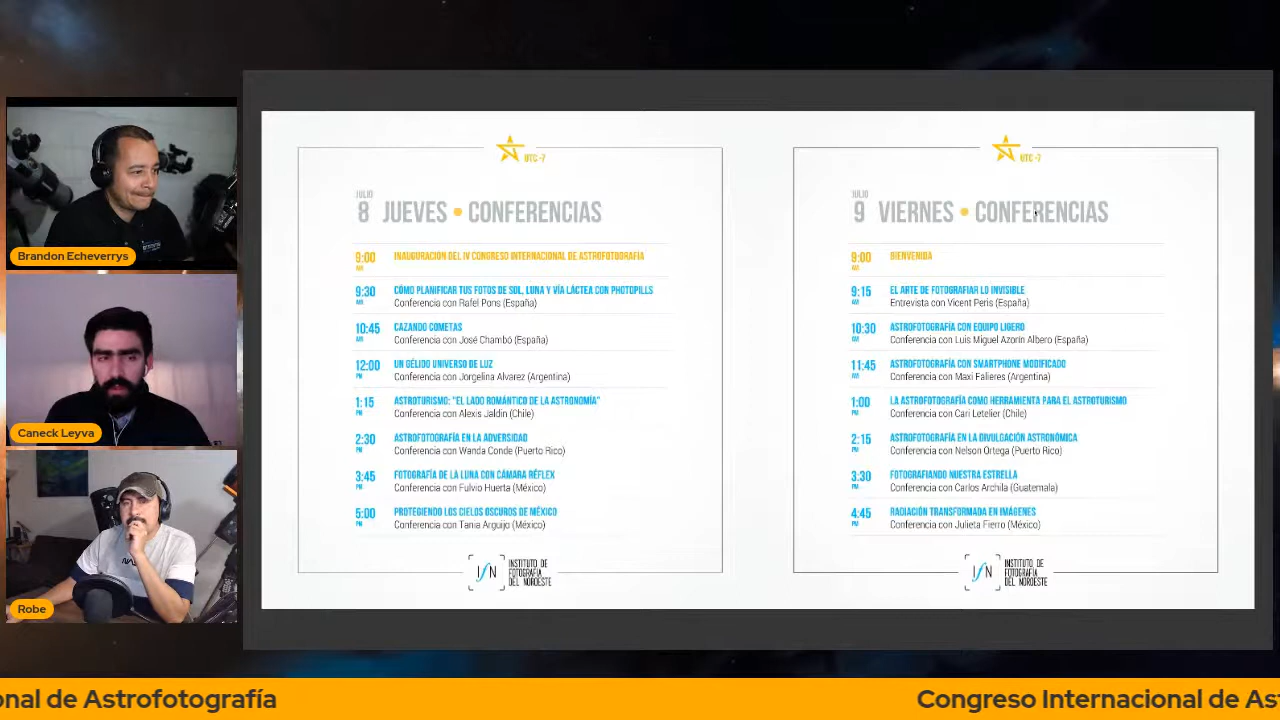 Brandon Echeverrys
Caneck Leyva
Robe
UTC -7
JULIO
8 JUEVES • CONFERENCIAS
9:00 AM INAUGURACIÓN DEL IV CONGRESO INTERNACIONAL DE ASTROFOTOGRAFÍA
9:30 AM CÓMO PLANIFICAR TUS FOTOS DE SOL, LUNA Y VÍA LÁCTEA CON PHOTOPILLS
Conferencia con Rafel Pons (España)
10:45 AM CAZANDO COMETAS
Conferencia con José Chambó (España)
12:00 PM UN GÉLIDO UNIVERSO DE LUZ
Conferencia con Jorgelina Alvarez (Argentina)
1:15 PM ASTROTURISMO: "EL LADO ROMÁNTICO DE LA ASTRONOMÍA"
Conferencia con Alexis Jaldin (Chile)
2:30 PM ASTROFOTOGRAFÍA EN LA ADVERSIDAD
Conferencia con Wanda Conde (Puerto Rico)
3:45 PM FOTOGRAFÍA DE LA LUNA CON CÁMARA RÉFLEX
Conferencia con Fulvio Huerta (México)
5:00 PM PROTEGIENDO LOS CIELOS OSCUROS DE MÉXICO
Conferencia con Tania Arguijo (México)
INSTITUTO DE
FOTOGRAFÍA
DEL NOROESTE
UTC -7
JULIO
9 VIERNES • CONFERENCIAS
9:00 AM BIENVENIDA
9:15 AM EL ARTE DE FOTOGRAFIAR LO INVISIBLE
Entrevista con Vicent Peris (España)
10:30 AM ASTROFOTOGRAFÍA CON EQUIPO LIGERO
Conferencia con Luis Miguel Azorín Albero (España)
11:45 AM ASTROFOTOGRAFÍA CON SMARTPHONE MODIFICADO
Conferencia con Maxi Falieres (Argentina)
1:00 PM LA ASTROFOTOGRAFÍA COMO HERRAMIENTA PARA EL ASTROTURISMO
Conferencia con Cari Letelier (Chile)
2:15 PM ASTROFOTOGRAFÍA EN LA DIVULGACIÓN ASTRONÓMICA
Conferencia con Nelson Ortega (Puerto Rico)
3:30 PM FOTOGRAFIANDO NUESTRA ESTRELLA
Conferencia con Carlos Archila (Guatemala)
4:45 PM RADIACIÓN TRANSFORMADA EN IMÁGENES
Conferencia con Julieta Fierro (México)
INSTITUTO DE
FOTOGRAFÍA
DEL NOROESTE
onal de Astrofotografía Congreso Internacional de Ast